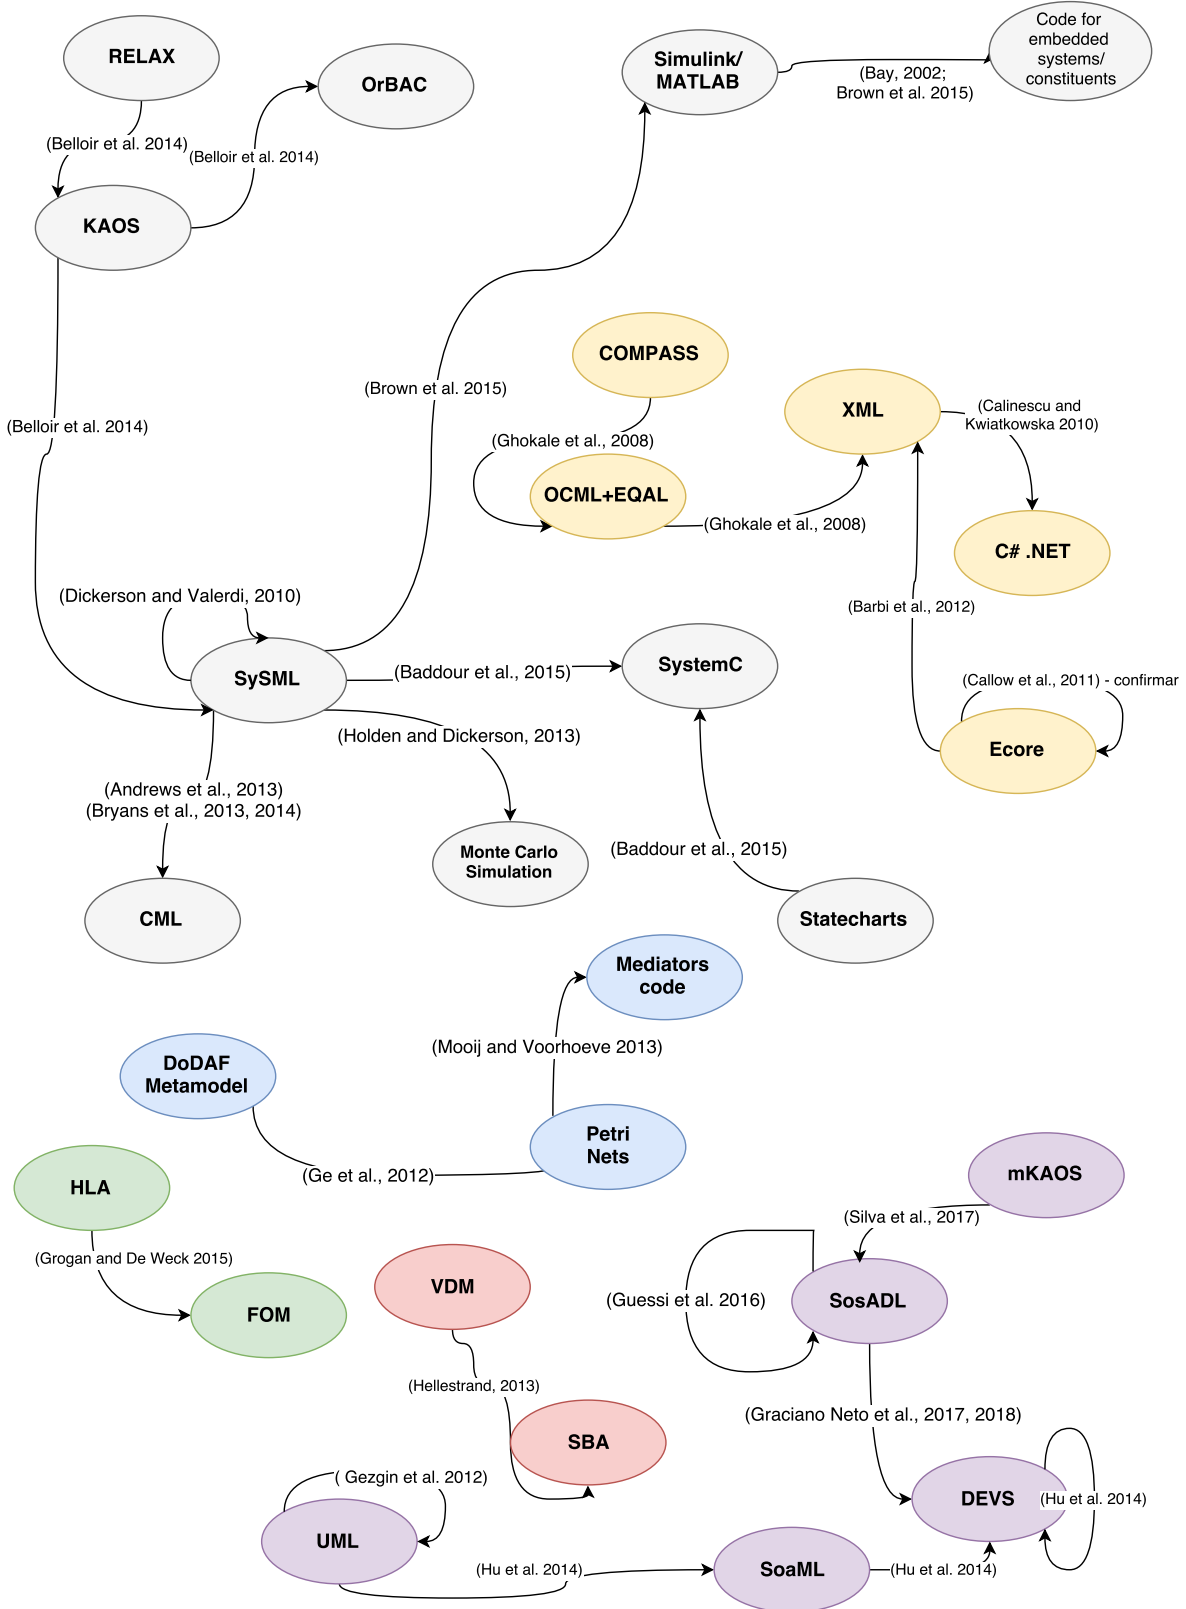 RELAX
OrBAC
Simulink/
MATLAB
Code for
embedded
systems/
constituents
(Bay, 2002;
Brown et al. 2015)
(Belloir et al. 2014)
(Belloir et al. 2014)
KAOS
COMPASS
(Brown et al. 2015)
XML
(Calinescu and
Kwiatkowska 2010)
(Belloir et al. 2014)
(Ghokale et al., 2008)
OCML+EQAL
(Ghokale et al., 2008)
C# .NET
(Dickerson and Valerdi, 2010)
(Barbi et al., 2012)
SySML
(Baddour et al., 2015)
SystemC
(Callow et al., 2011) - confirmar
(Holden and Dickerson, 2013)
Ecore
(Andrews et al., 2013)
(Bryans et al., 2013, 2014)
Monte Carlo
Simulation
(Baddour et al., 2015)
CML
Statecharts
Mediators
code
(Mooij and Voorhoeve 2013)
DoDAF
Metamodel
Petri
Nets
(Ge et al., 2012)
HLA
mKAOS
(Silva et al., 2017)
(Grogan and De Weck 2015)
VDM
(Guessi et al. 2016)
SosADL
FOM
(Hellestrand, 2013)
(Graciano Neto et al., 2017, 2018)
SBA
( Gezgin et al. 2012)
DEVS
(Hu et al. 2014)
UML
(Hu et al. 2014)
SoaML
(Hu et al. 2014)